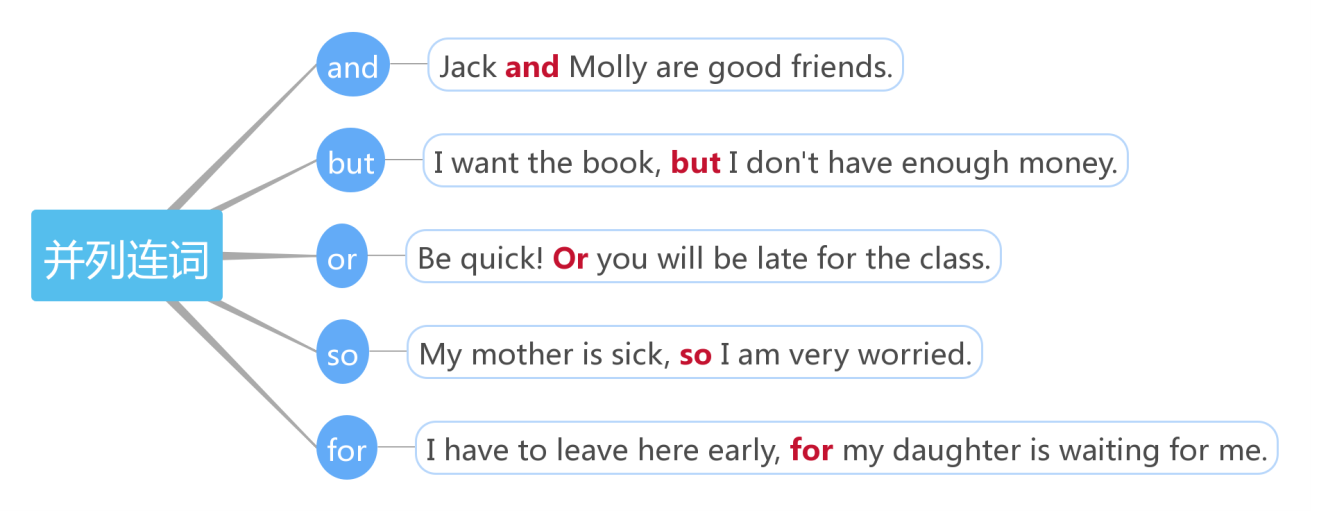 并列连词
and
Jack and Molly are good friends.
but
I want the book, but I don't have enough money.
or
Be quick! Or you will be late for the class.
so
My mother is sick, so I am very worried.
for
I have to leave here early, for my daughter is waiting for me.